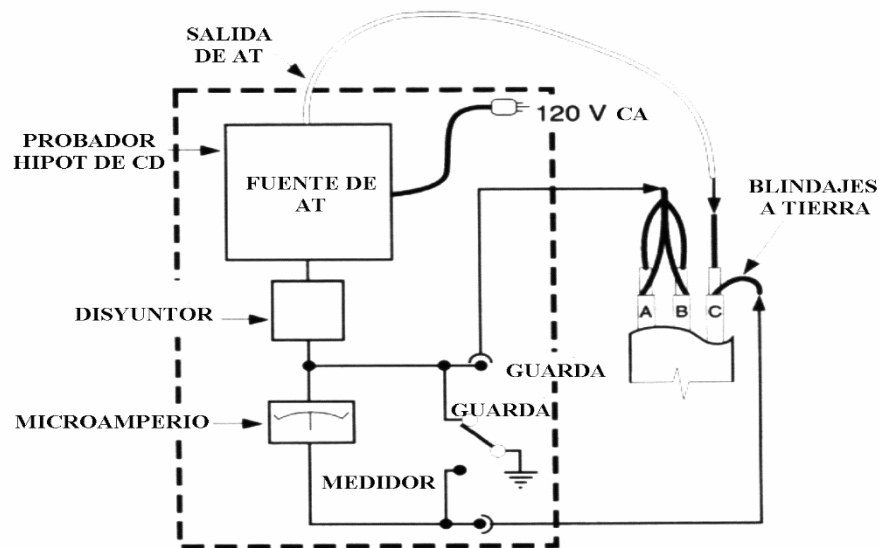 SALIDA
DE AT
120 V CA
PROBADOR
HIPOT DE CD
FUENTE DE
AT
BLINDAJES
A TIERRA
DISYUNTOR
A B C
GUARDA
GUARDA
MICROAMPERIO
MEDIDOR